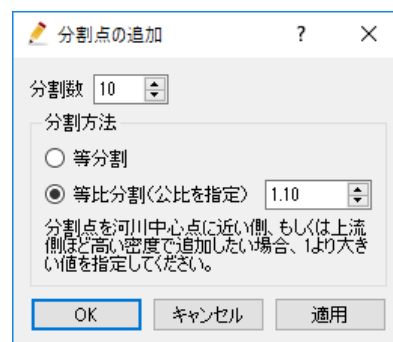 分割点の追加 ?
分割数 10
分割方法
等分割
等比分割(公比を指定) 1.10
分割点を河川中心点に近い側、もしくは上流
側ほど高い密度で追加したい場合、1より大き
い値を指定してください。
OK キャンセル 適用